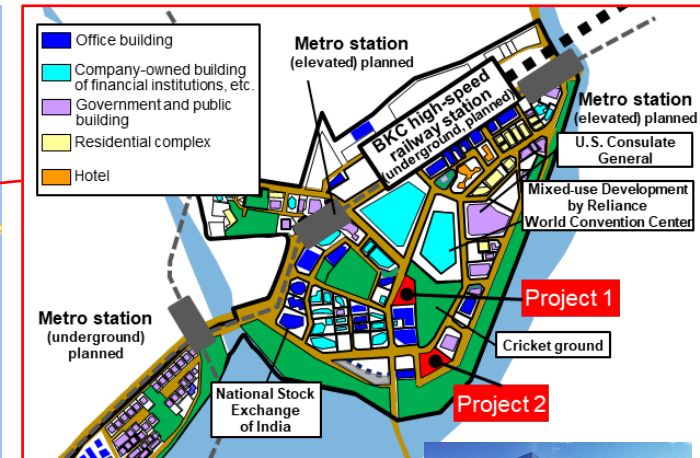 Office building
Company-owned building
of financial institutions, etc.
Government and public
building
Residential complex
Hotel
Metro station
(elevated) planned
BKC high-speed
railway station
(underground, planned)
Metro station
(elevated) planned
U.S. Consulate
General
Mixed-use Development
by Reliance
World Convention Center
Project 1
Metro station
(underground)
planned
Cricket ground
National Stock
Exchange
of India
Project 2